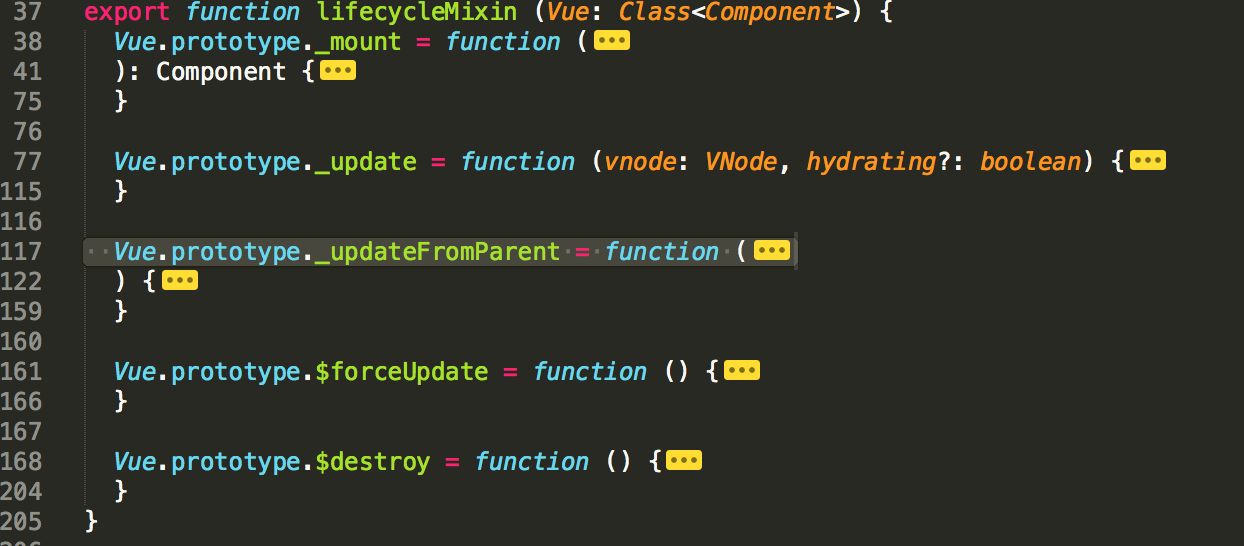 37 export function lifecycleMixin (Vue: Class<Component>) {
38 Vue.prototype._mount = function (•••
41 ): Component {•••
75 }
76
77 Vue.prototype._update = function (vnode: VNode, hydrating?: boolean) {•••
115 }
116
117 ··Vue.prototype._updateFromParent·=·function·(•••
122 ) {•••
159 }
160
161 Vue.prototype.$forceUpdate = function () {•••
166 }
167
168 Vue.prototype.$destroy = function () {•••
204 }
205 }